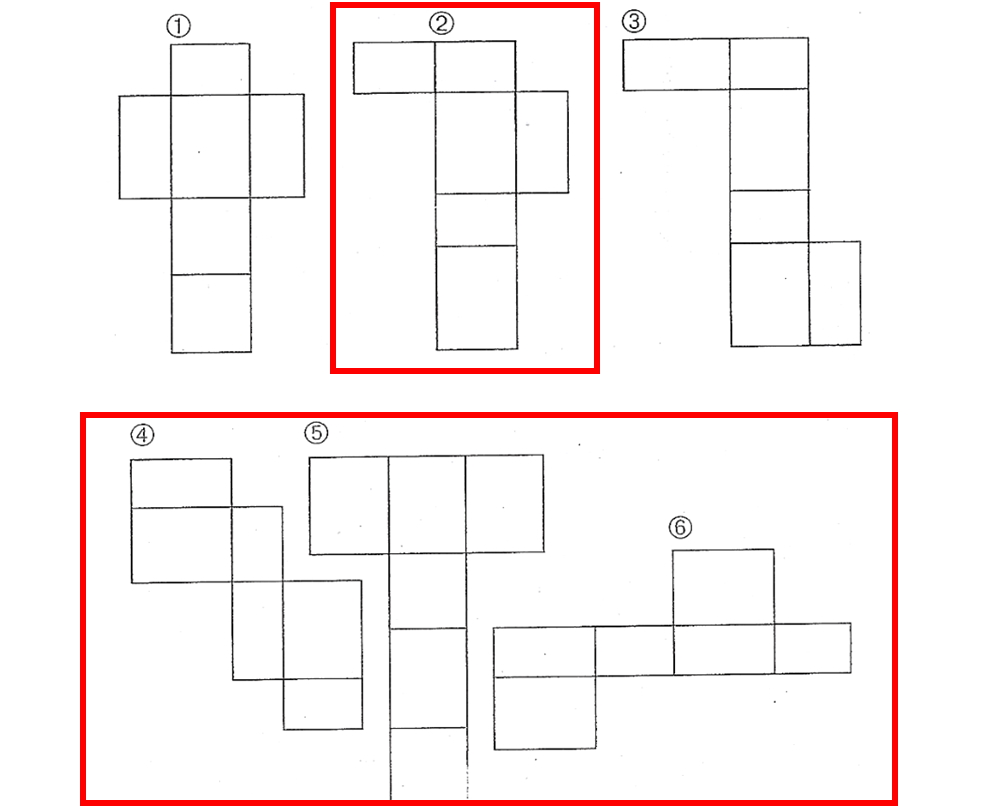 ① ② ③
④ ⑤
⑥